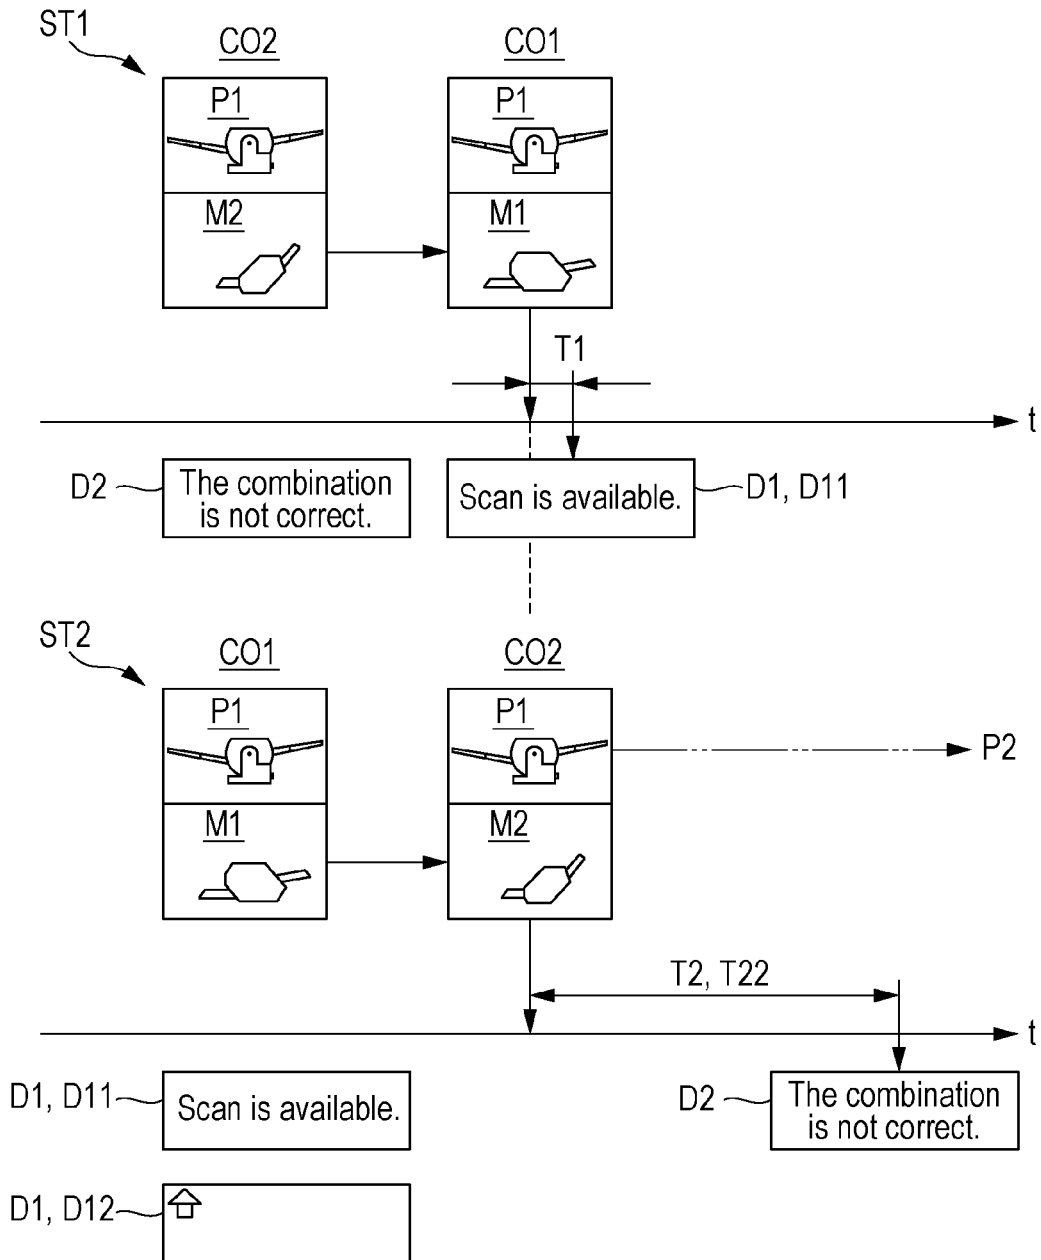 ST1
CO2
CO1
P1
P1
M2
M1
T1
t
D2
The combination
is not correct.
Scan is available.
D1, D11
ST2
CO1
CO2
P1
P1
P2
M1
M2
T2, T22
t
D1, D11
Scan is available.
D2
The combination
is not correct.
D1, D12